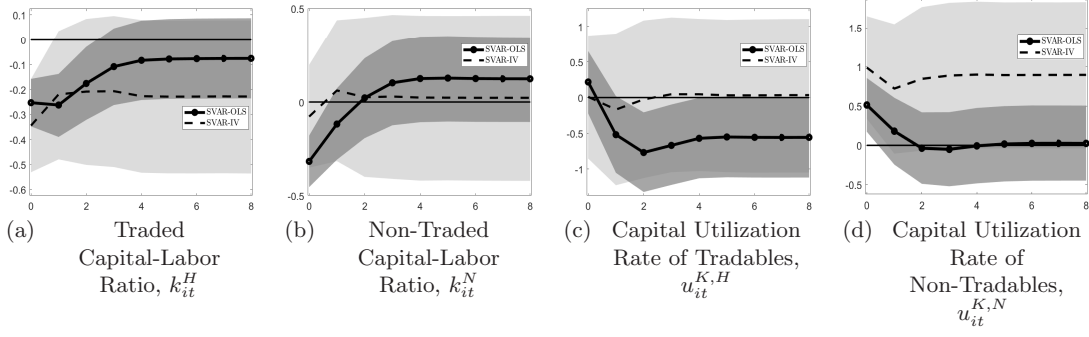 0.1
0
-0.1
-0.2
-0.3
-0.4
-0.5
-0.6
0 2 4 6 8
SVAR-OLS
SVAR-IV
0.5
0
-0.5
0 2 4 6 8
SVAR-OLS
SVAR-IV
1
0.5
0
-0.5
-1
0 2 4 6 8
SVAR-OLS
SVAR-IV
1.5
1
0.5
0
-0.5
0 2 4 6 8
SVAR-OLS
SVAR-IV
(a) Traded
Capital-Labor
Ratio, k_{it}^{H}
(b) Non-Traded
Capital-Labor
Ratio, k_{it}^{N}
(c) Capital Utilization
Rate of Tradables,
u_{it}^{K,H}
(d) Capital Utilization
Rate of
Non-Tradables,
u_{it}^{K,N}